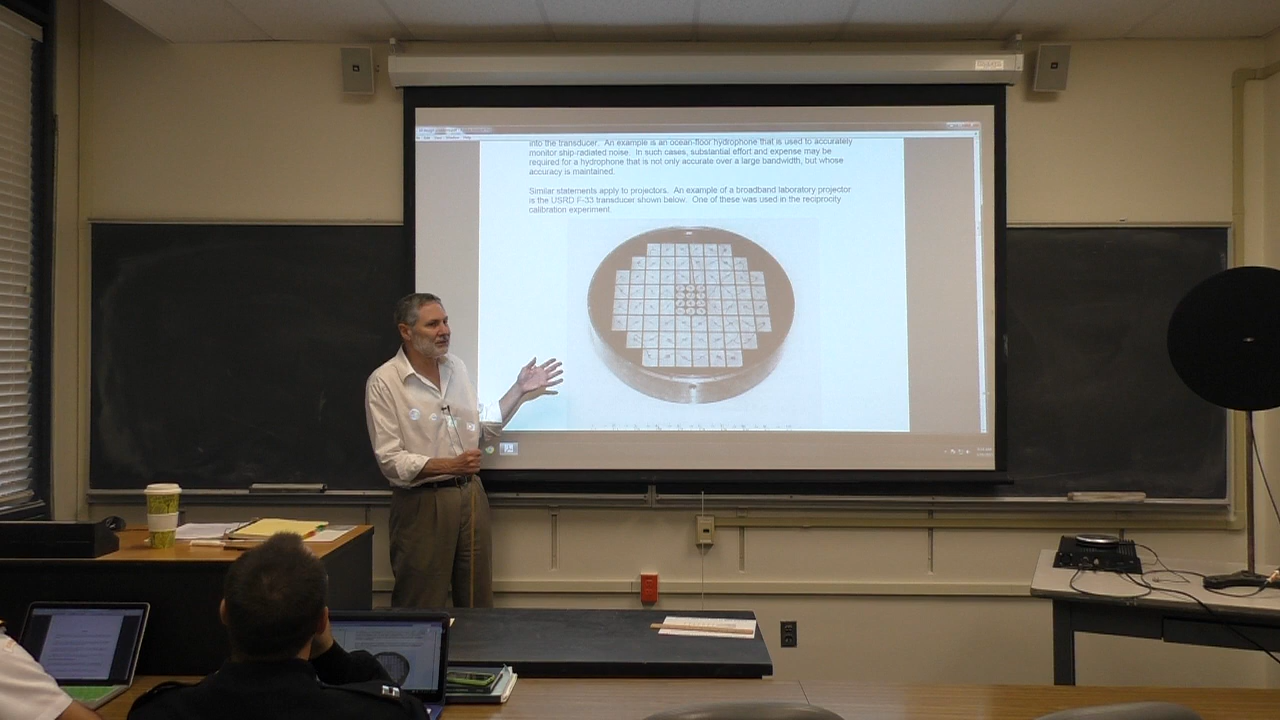 into the transducer. An example is an ocean-floor hydrophone that is used to accurately
monitor ship-radiated noise. In such cases, substantial effort and expense may be
required for a hydrophone that is not only accurate over a large bandwidth, but whose
accuracy is maintained.
Similar statements apply to projectors. An example of a broadband laboratory projector
is the USRD F-33 transducer shown below. One of these was used in the reciprocity
calibration experiment.